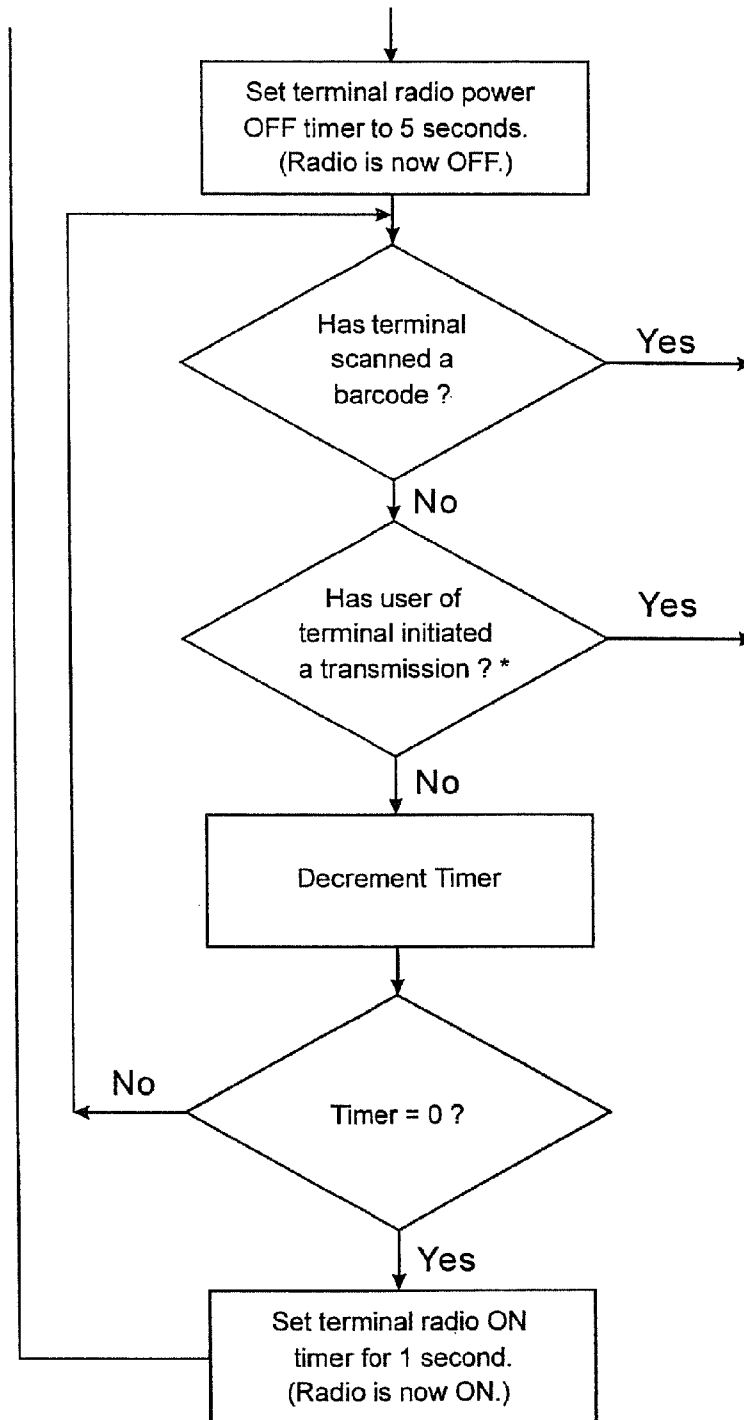 Set terminal radio power
OFF timer to 5 seconds.
(Radio is now OFF.)
Has terminal
scanned a
barcode ?
Yes
No
Has user of
terminal initiated
a transmission ? *
Yes
No
Decrement Timer
Timer = 0 ?
No
Yes
Set terminal radio ON
timer for 1 second.
(Radio is now ON.)